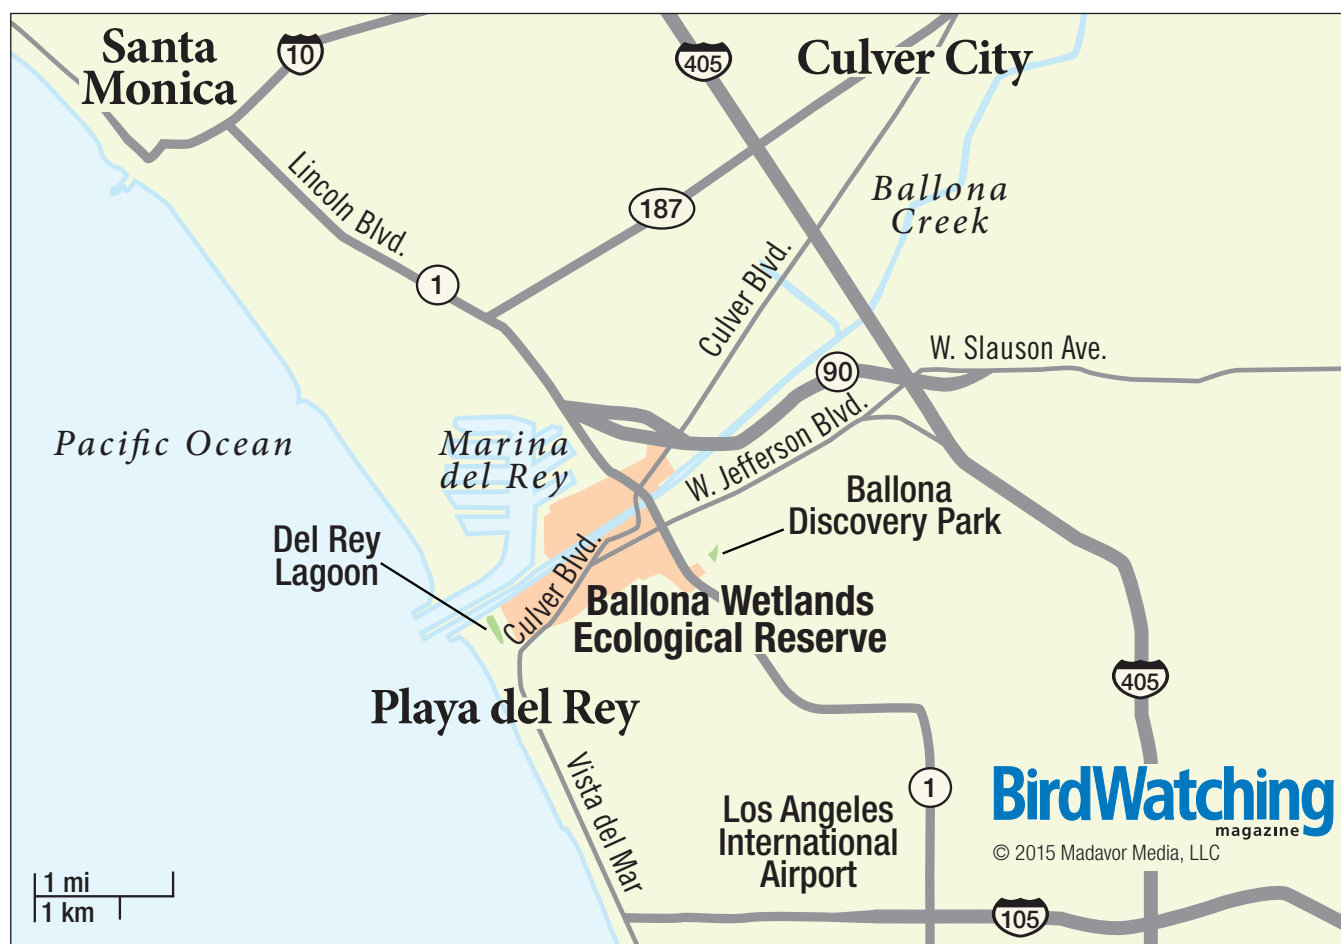 Santa
Monica
10
405
Culver City
Lincoln Blvd.
187
Ballona
Creek
1
Culver Blvd.
W. Slauson Ave.
90
Pacific Ocean
Marina
del Rey
W. Jefferson Blvd.
Ballona
Discovery Park
Del Rey
Lagoon
Culver Blvd.
Ballona Wetlands
Ecological Reserve
405
Playa del Rey
Vista del Mar
Los Angeles
International
Airport
1
BirdWatching
magazine
© 2015 Madavor Media, LLC
1 mi
1 km
105